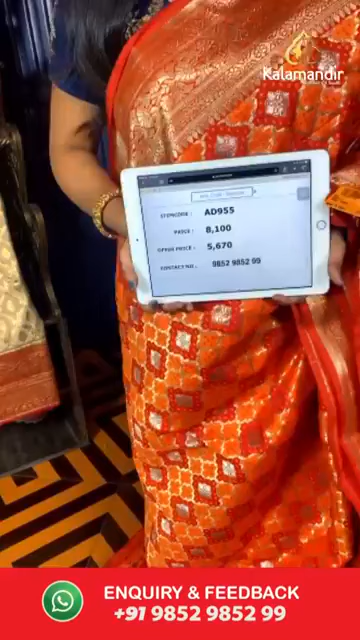 Kalamandir
ITEMCODE : AD955
PRICE : 8,100
OFFER PRICE : 5,670
CONTACT NO. : 9852 9852 99
ENQUIRY & FEEDBACK
+91 9852 9852 99